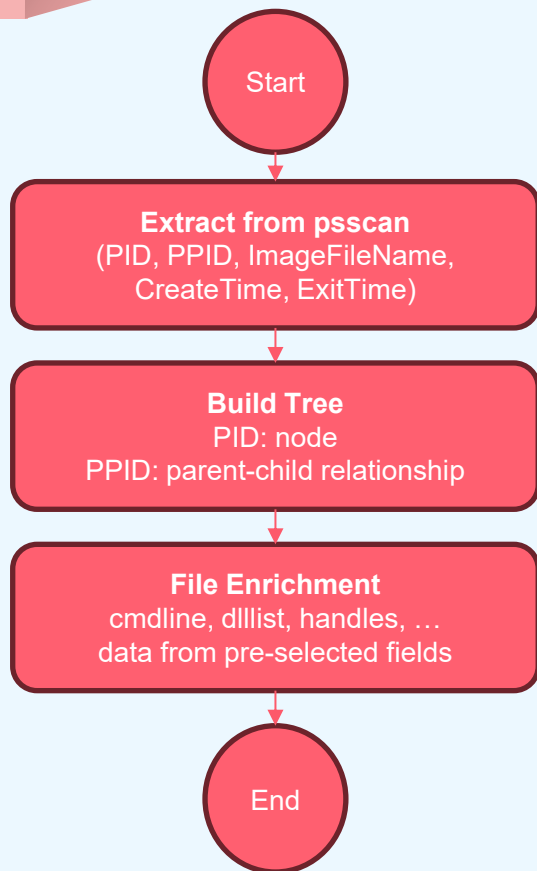 Start
Extract from psscan
(PID, PPID, ImageFileName,
CreateTime, ExitTime)
Build Tree
PID: node
PPID: parent-child relationship
File Enrichment
cmdline, dlllist, handles, …
data from pre-selected fields
End